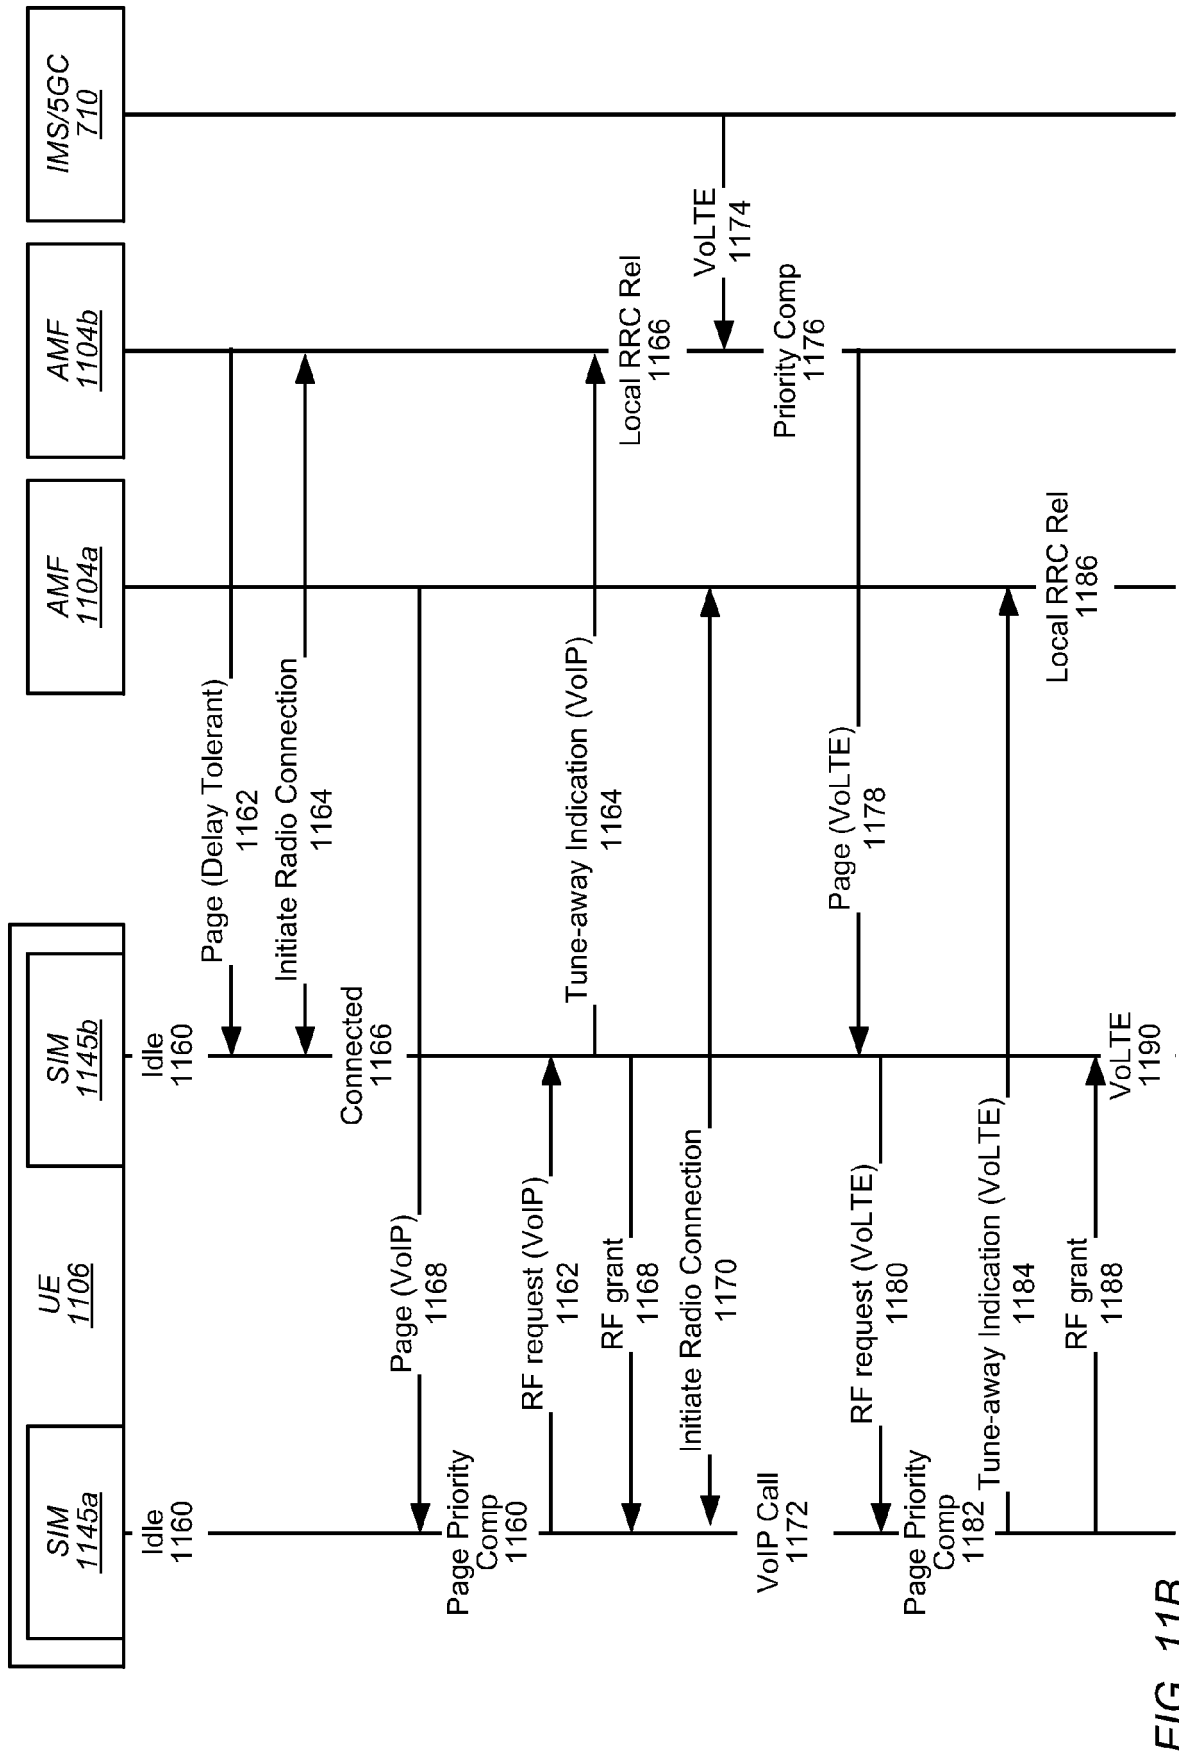 UE
1106
SIM
1145a
SIM
1145b
AMF
1104a
AMF
1104b
IMS/5GC
710
Idle
1160
Idle
1160
Page (Delay Tolerant)
1162
Initiate Radio Connection
1164
Connected
1166
Page (VoIP)
1168
Page Priority
Comp
1160
RF request (VoIP)
1162
Tune-away Indication (VoIP)
1164
Local RRC Rel
1166
RF grant
1168
Initiate Radio Connection
1170
VoLTE
1174
VoIP Call
1172
Priority Comp
1176
Page (VoLTE)
1178
RF request (VoLTE)
1180
Page Priority
Comp
1182
Tune-away Indication (VoLTE)
1184
Local RRC Rel
1186
RF grant
1188
VoLTE
1190
FIG. 11B